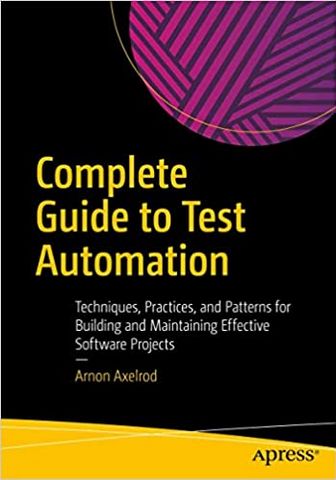 Complete
Guide to Test
Automation
Techniques, Practices, and Patterns for
Building and Maintaining Effective
Software Projects
—
Arnon Axelrod
Apress®